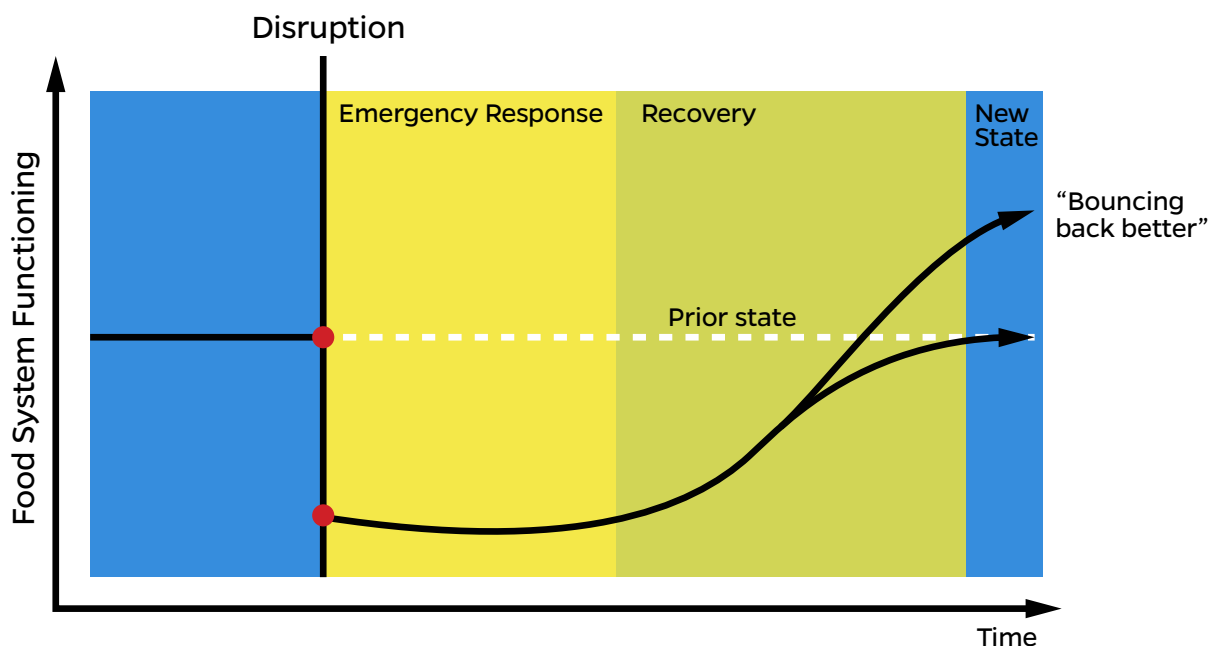 Disruption
Emergency Response
Recovery
New
State
“Bouncing
back better”
Prior state
Food System Functioning
Time